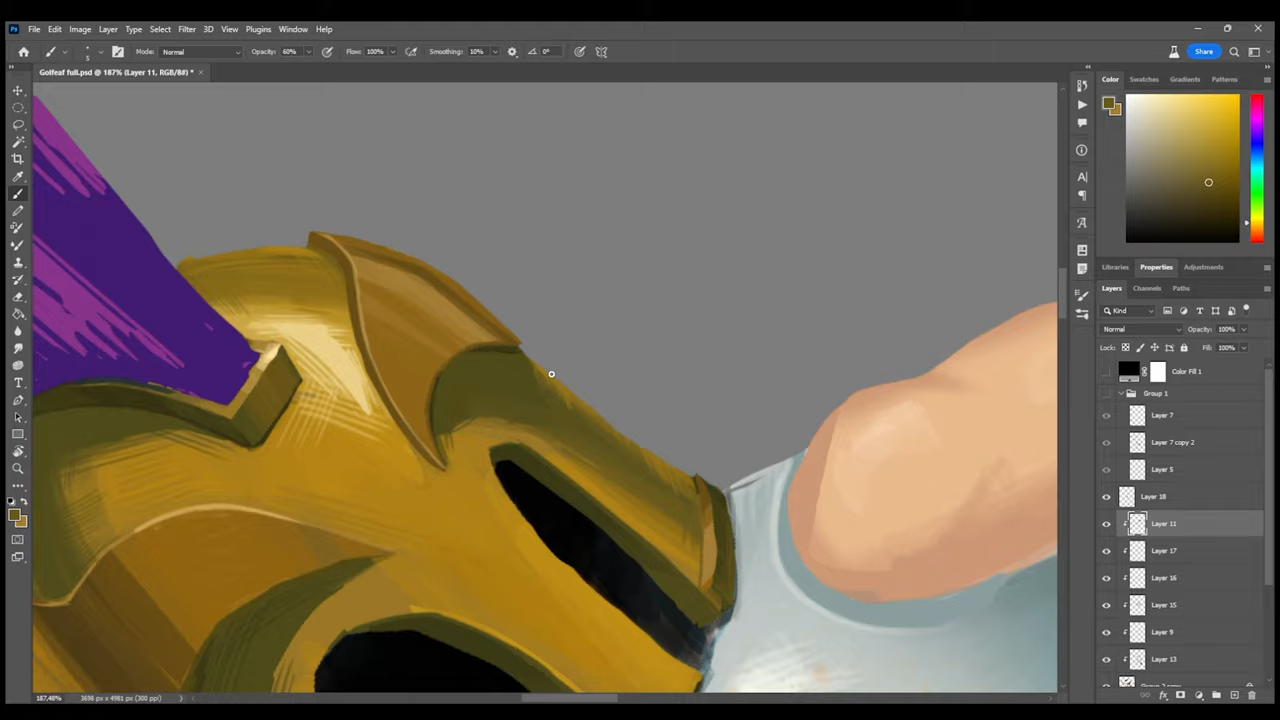 Ps File Edit Image Layer Type Select Filter 3D View Plugins Window Help
5 Mode: Normal Opacity: 60% Flow: 100% Smoothing: 10% 0° Share
Golfeaf full.psd @ 187% (Layer 11, RGB/8#) * ×
Color Swatches Gradients Patterns
Libraries Properties Adjustments
Layers Channels Paths
Kind
Normal Opacity: 100%
Lock: Fill: 100%
Color Fill 1
Group 1
Layer 7
Layer 7 copy 2
Layer 5
Layer 18
Layer 11
Layer 17
Layer 16
Layer 15
Layer 9
Layer 13
187.48% 3698 px x 4981 px (300 ppi)